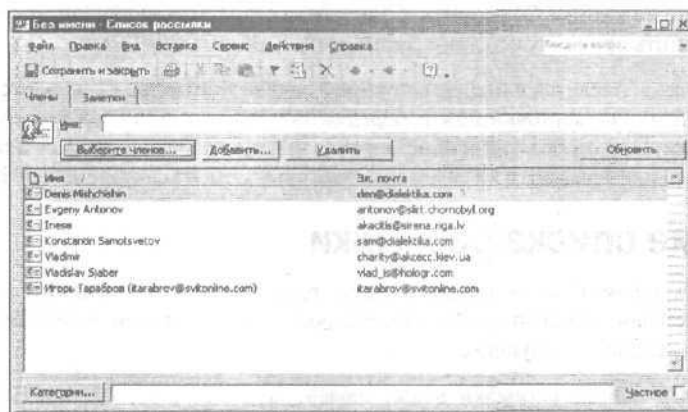 Без имени - Список рассылки
Файл Правка Вид Вставка Сервис Действия Справка
Сохранить и закрыть
Члены Заметки
Имя:
Выберите членов... Добавить... Удалить Обновить
Имя Эл. почта
Denis Mishchishin den@dialektika.com
Evgeny Antonov antonov@slrt.chornobyl.org
Inese akacitis@sirena.riga.lv
Konstantin Samotsvetov sam@dialektika.com
Vladimir charity@akcecc.kiev.ua
Vladislav Sjaber vlad_is@hologr.com
Игорь Тарабров (itarabrov@svitonline.com) itarabrov@svitonline.com
Категории... Частное